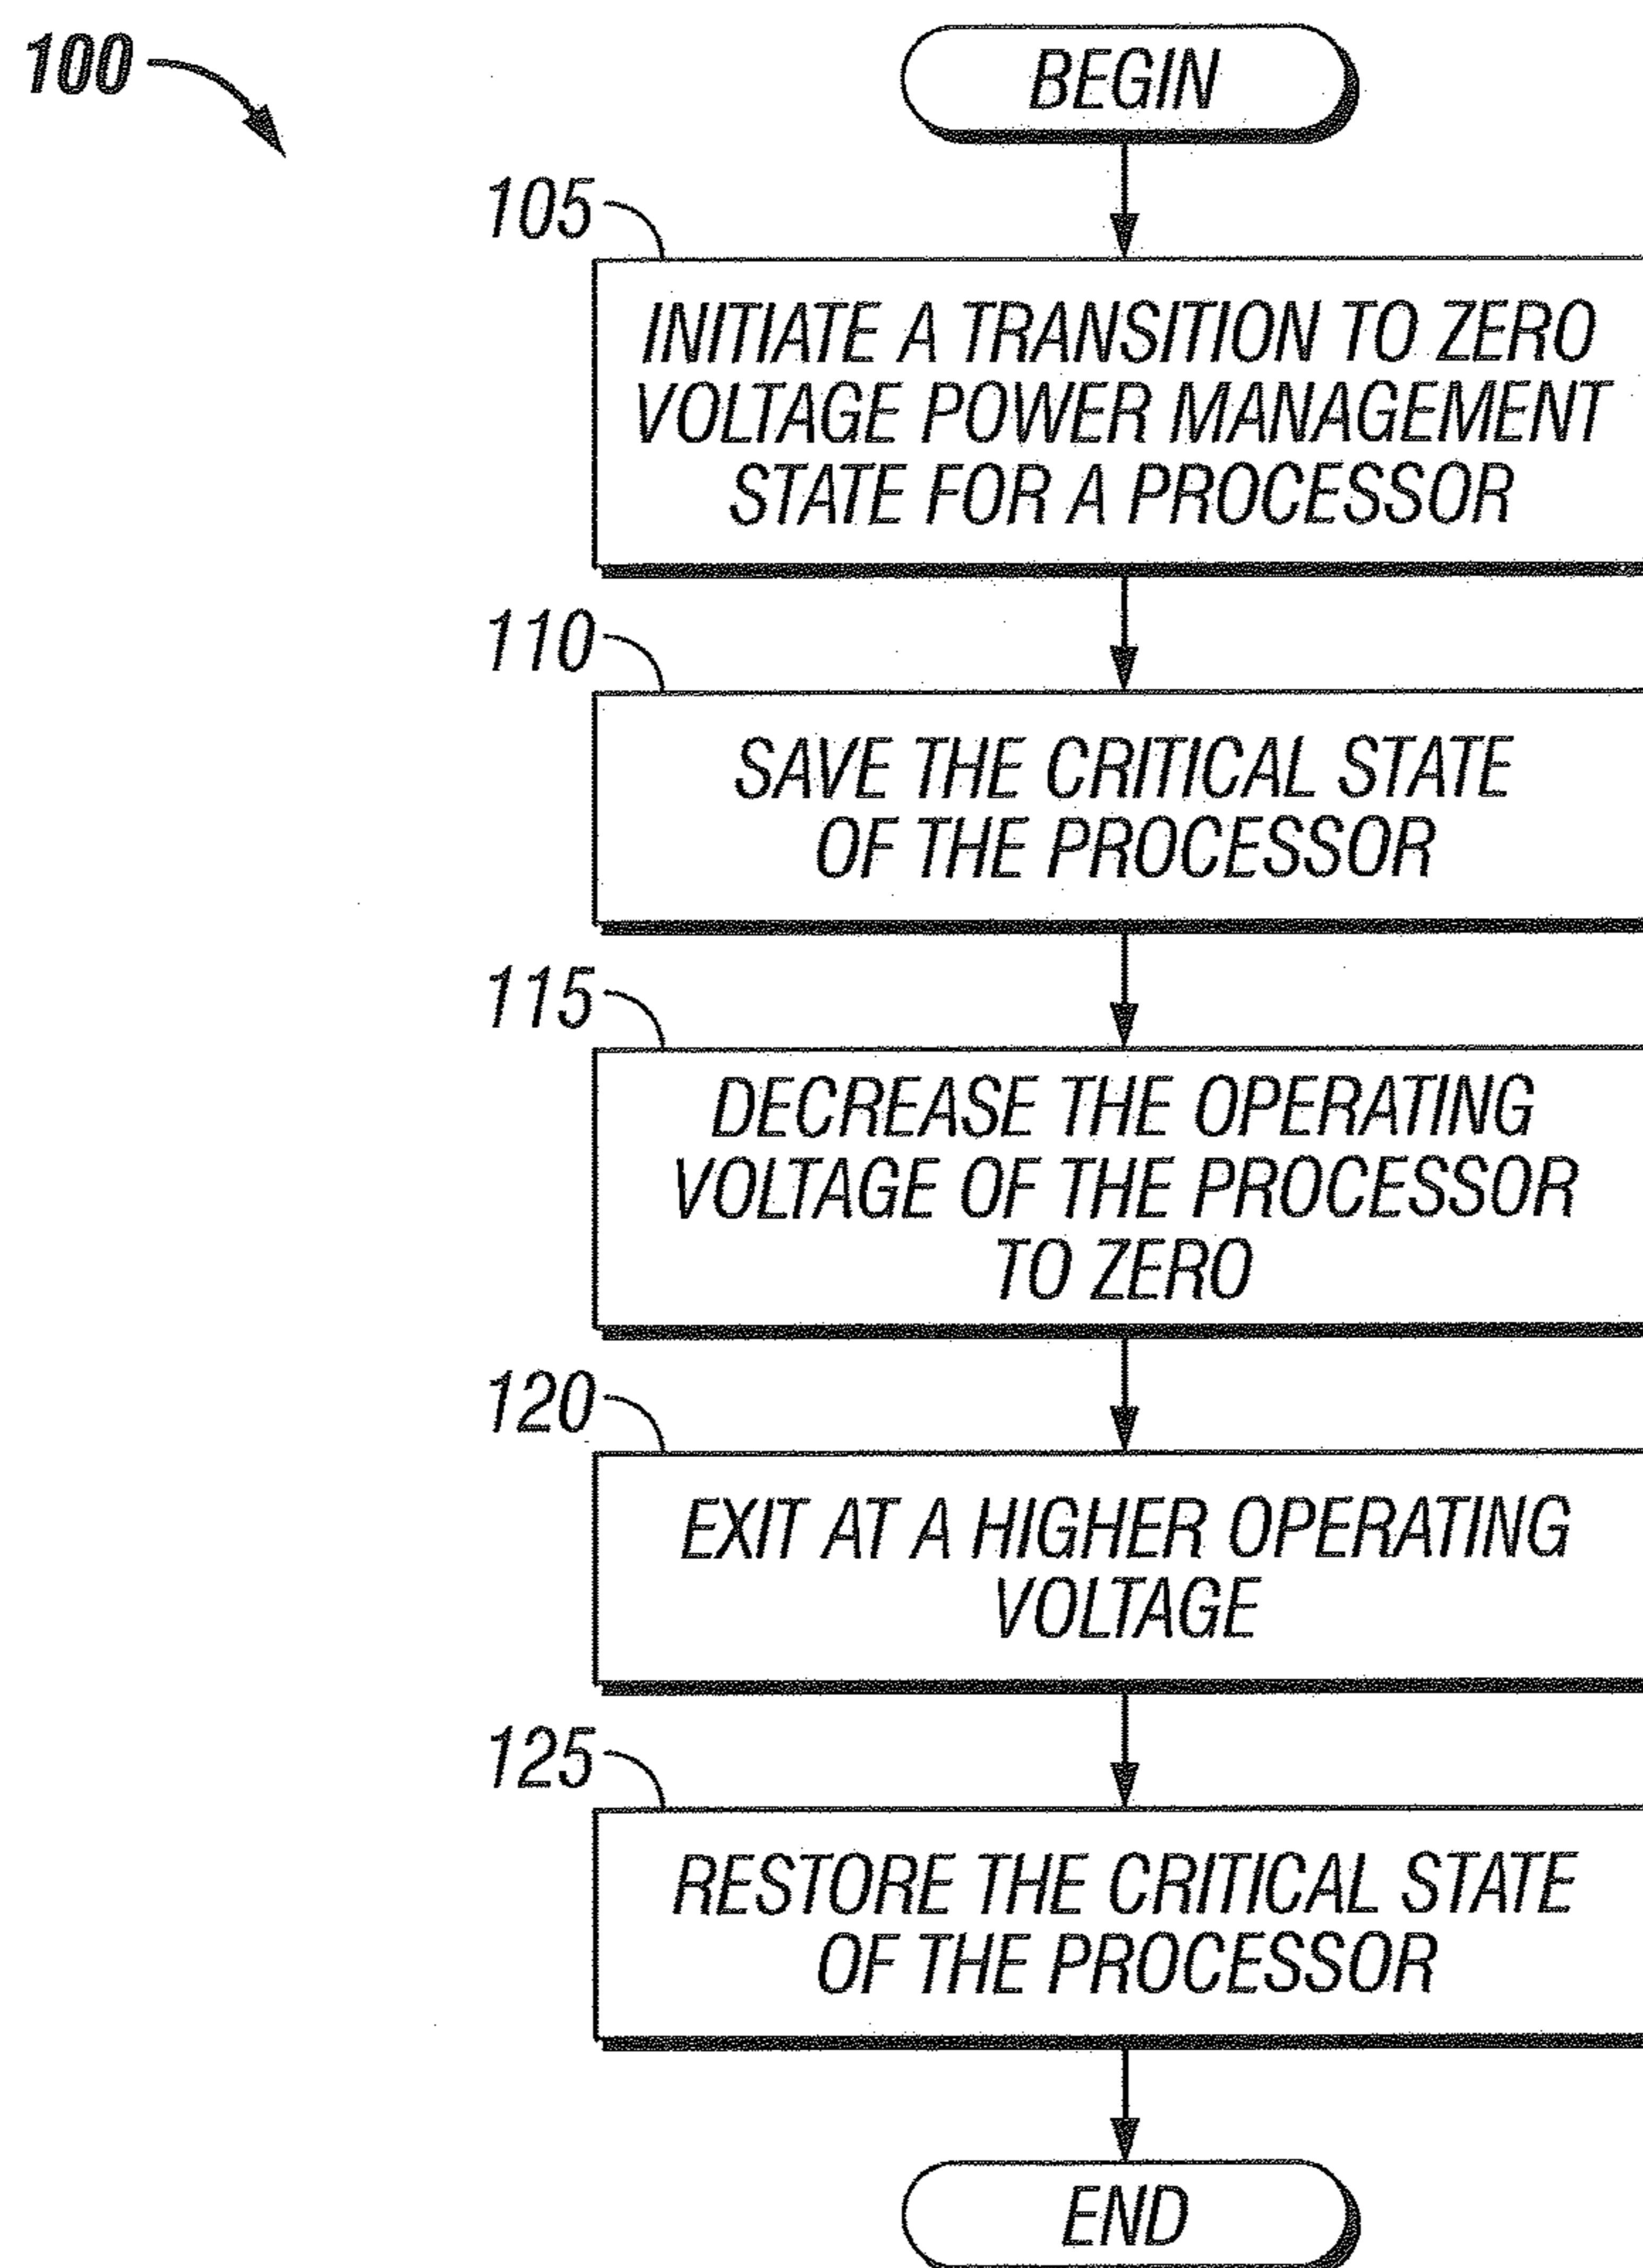 100
BEGIN
105
INITIATE A TRANSITION TO ZERO
VOLTAGE POWER MANAGEMENT
STATE FOR A PROCESSOR
110
SAVE THE CRITICAL STATE
OF THE PROCESSOR
115
DECREASE THE OPERATING
VOLTAGE OF THE PROCESSOR
TO ZERO
120
EXIT AT A HIGHER OPERATING
VOLTAGE
125
RESTORE THE CRITICAL STATE
OF THE PROCESSOR
END